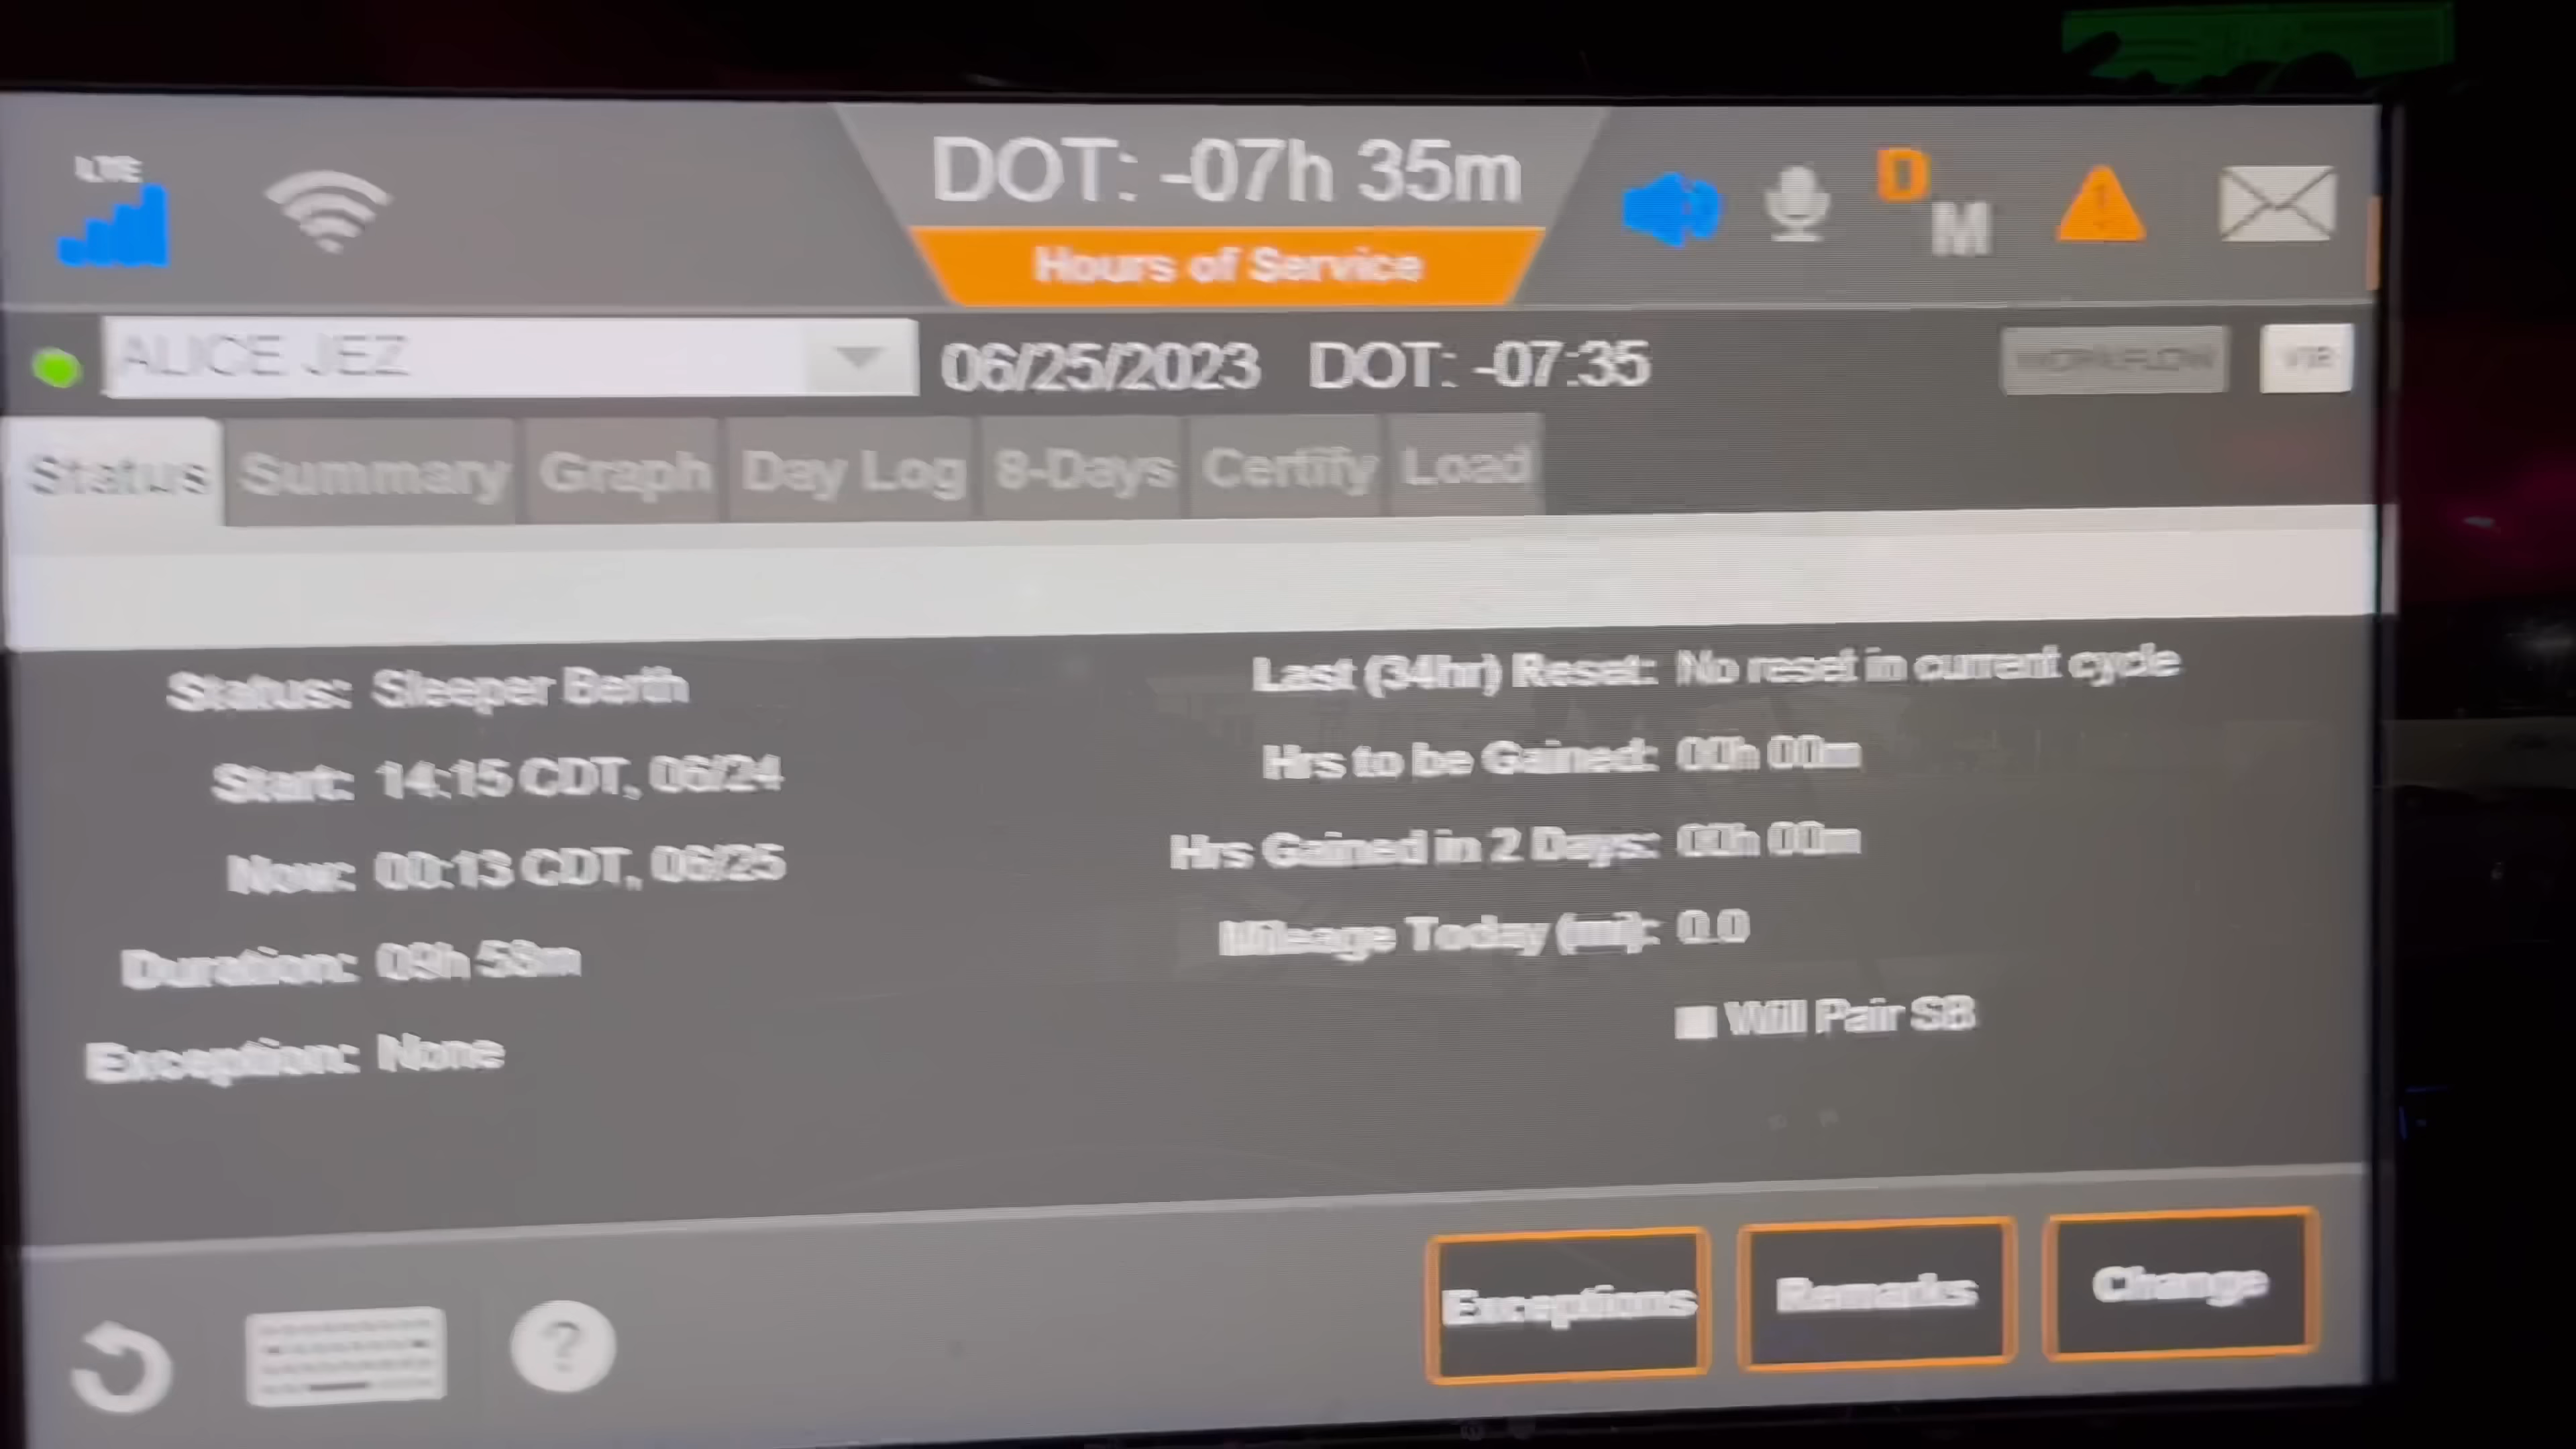 LTE
DOT: -07h 35m
D
M
Hours of Service
ALICE JEZ
06/25/2023 DOT: -07:35
WORKFLOW
VIR
Status Summary Graph Day Log 8-Days Certify Load
Status: Sleeper Berth
Start: 14:15 CDT, 06/24
Now: 00:13 CDT, 06/25
Duration: 09h 58m
Exception: None
Last (34hr) Reset: No reset in current cycle
Hrs to be Gained: 00h 00m
Hrs Gained in 2 Days: 00h 00m
Mileage Today (mi): 0.0
Will Pair SB
?
Exceptions
Remarks
Change